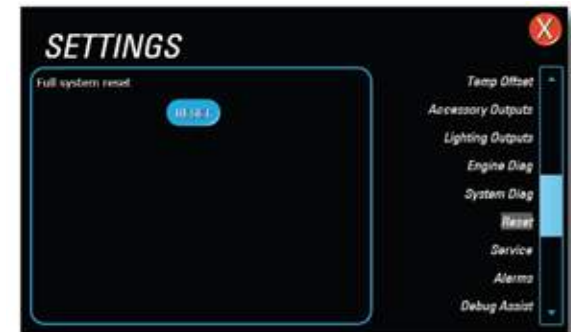 SETTINGS
X
Full system reset
RESET
Temp Offset
Accessory Outputs
Lighting Outputs
Engine Diag
System Diag
Reset
Service
Alarms
Debug Assist